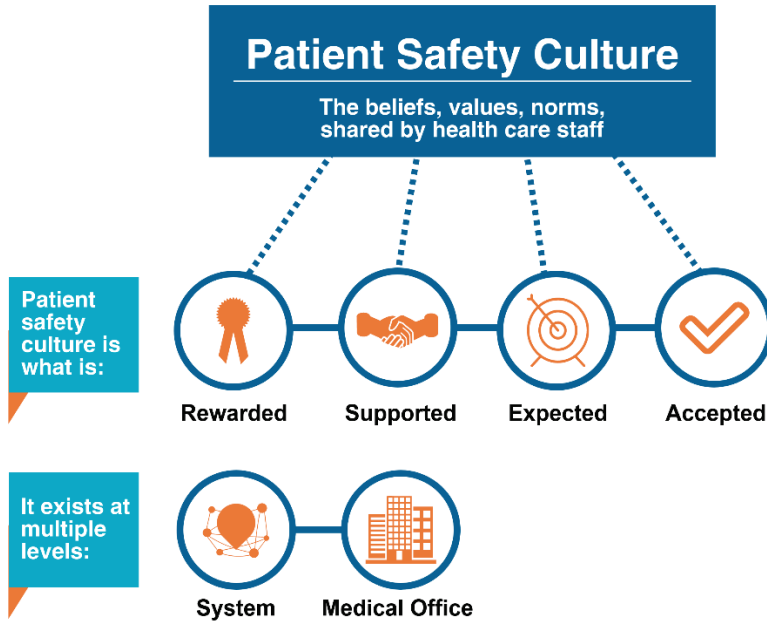 Patient Safety Culture
The beliefs, values, norms,
shared by health care staff
Patient
safety
culture is
what is:
Rewarded
Supported
Expected
Accepted
It exists at
multiple
levels:
System
Medical Office